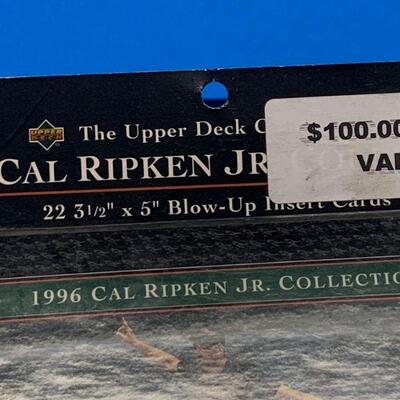 UPPER DECK
The Upper Deck C
$100.00
CAL RIPKEN JR.
VA
22 3 1/2" x 5" Blow-Up Insert Cards
1996 CAL RIPKEN JR. COLLECTIO